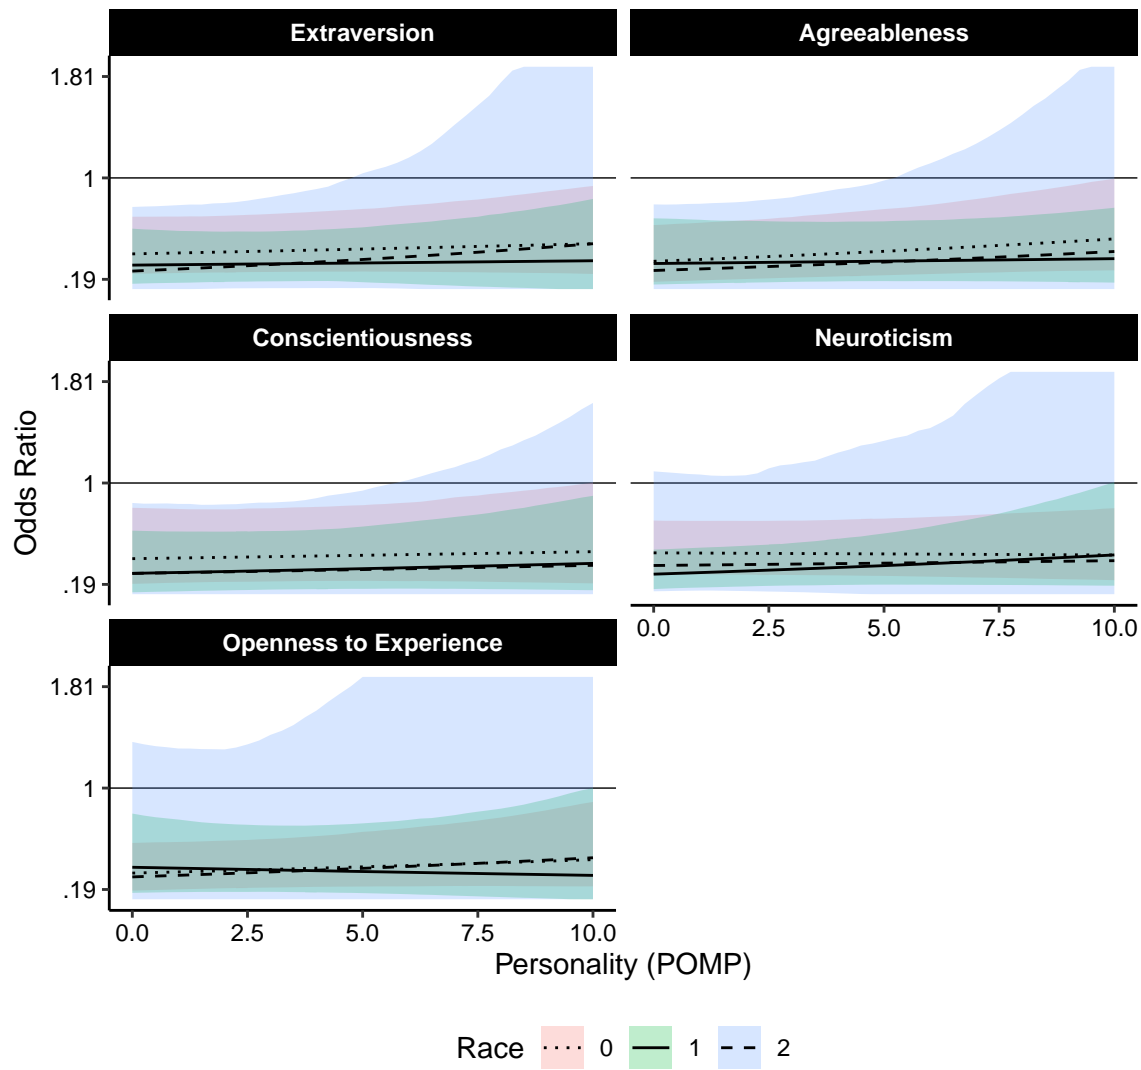 Extraversion Agreeableness
1.81
1
.19
Conscientiousness Neuroticism
1.81
1
.19
0.0 2.5 5.0 7.5 10.0
Openness to Experience
1.81
1
.19
0.0 2.5 5.0 7.5 10.0
Odds Ratio
Personality (POMP)
Race 0 1 2